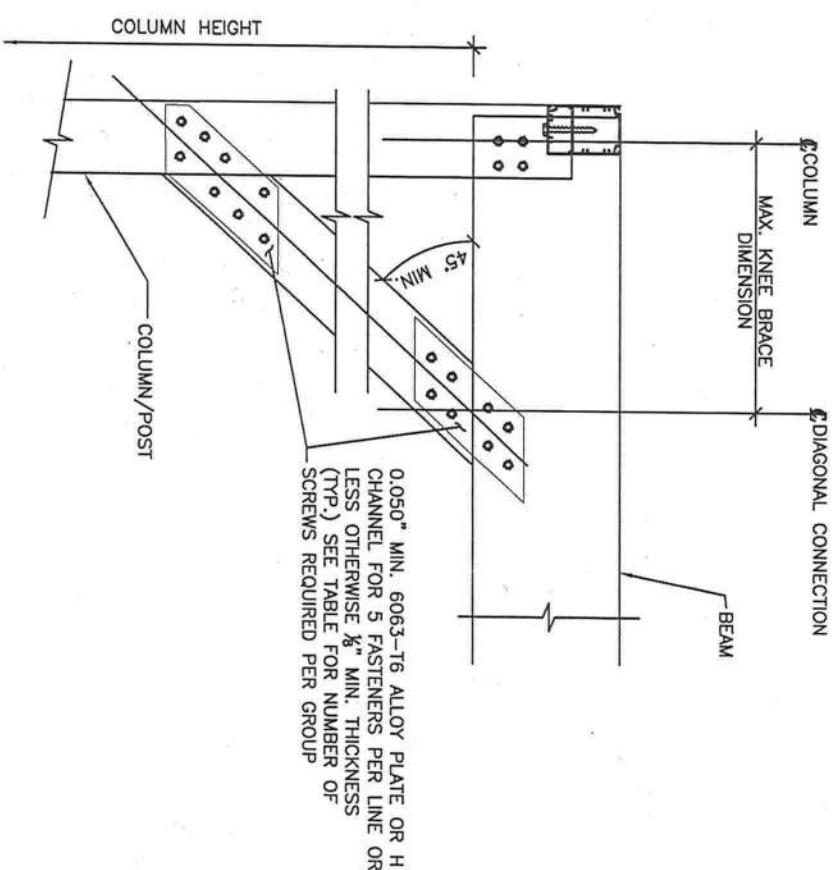 COLUMN HEIGHT
℄ COLUMN
MAX. KNEE BRACE
DIMENSION
℄ DIAGONAL CONNECTION
45° MIN.
BEAM
COLUMN/POST
0.050" MIN. 6063-T6 ALLOY PLATE OR H
CHANNEL FOR 5 FASTENERS PER LINE OR
LESS OTHERWISE ⅛" MIN. THICKNESS
(TYP.) SEE TABLE FOR NUMBER OF
SCREWS REQUIRED PER GROUP